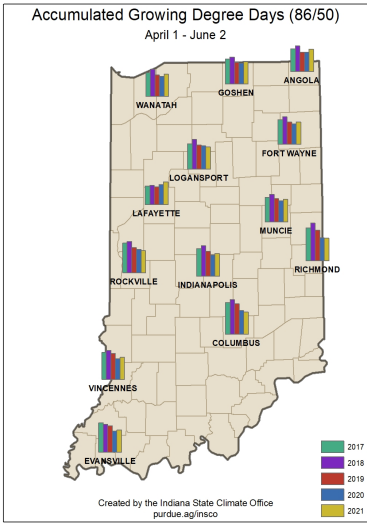 Accumulated Growing Degree Days (86/50)
April 1 - June 2
ANGOLA
GOSHEN
WANATAH
FORT WAYNE
LOGANSPORT
LAFAYETTE
MUNCIE
RICHMOND
ROCKVILLE
INDIANAPOLIS
COLUMBUS
VINCENNES
EVANSVILLE
2017
2018
2019
2020
2021
Created by the Indiana State Climate Office
purdue.ag/insco